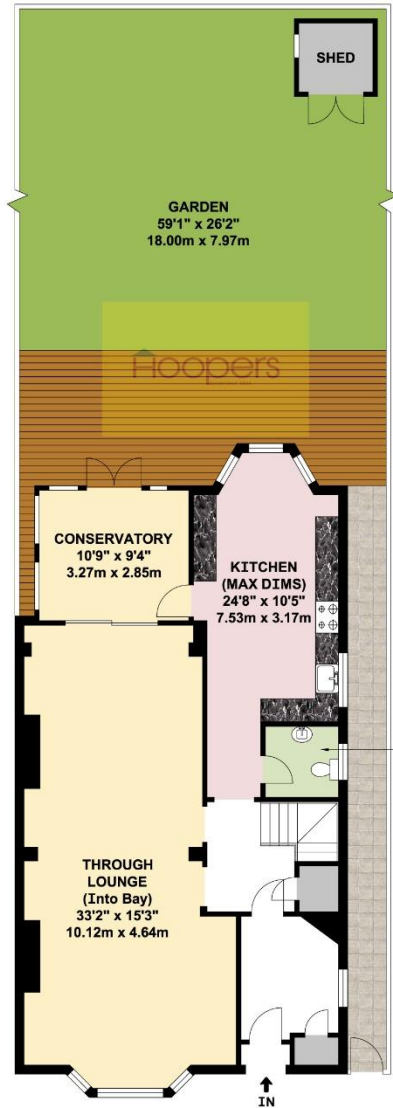 SHED
GARDEN
59'1" x 26'2"
18.00m x 7.97m
Hoopers
CONSERVATORY
10'9" x 9'4"
3.27m x 2.85m
KITCHEN
(MAX DIMS)
24'8" x 10'5"
7.53m x 3.17m
THROUGH
LOUNGE
(Into Bay)
33'2" x 15'3"
10.12m x 4.64m
IN